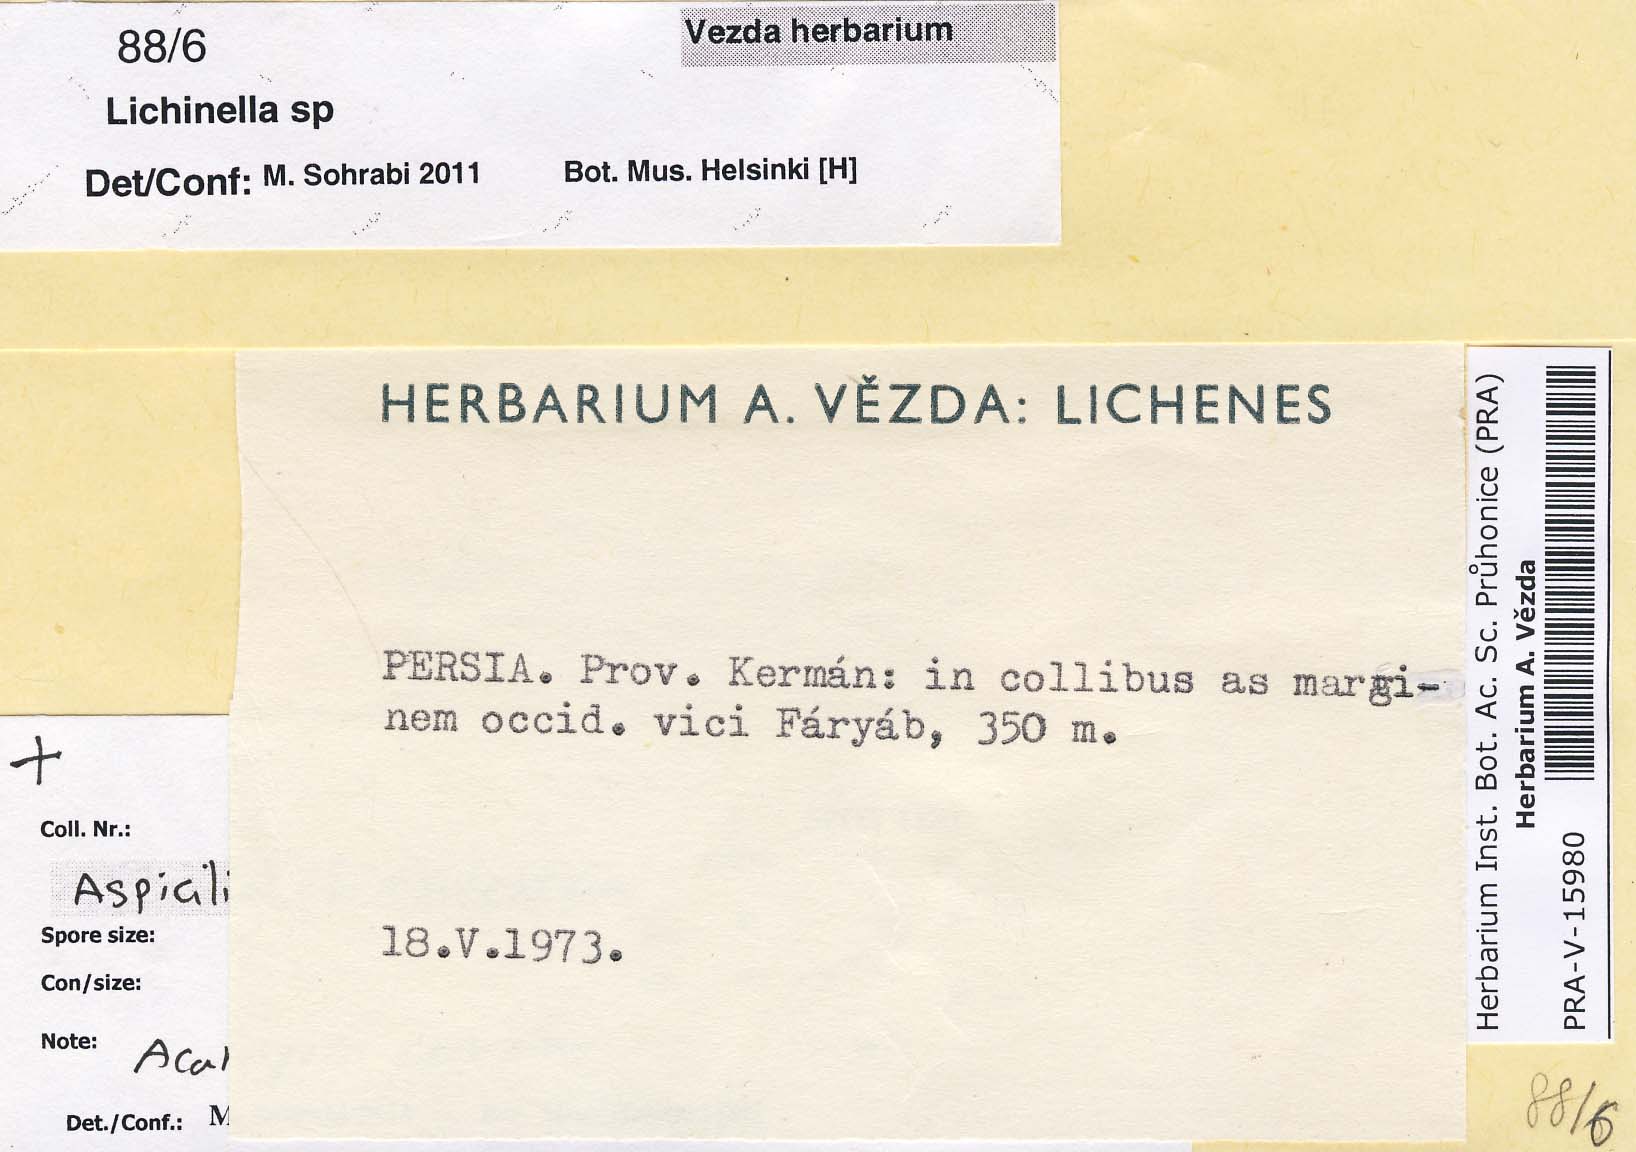 88/6
Vezda herbarium
Lichinella sp
Det/Conf: M. Sohrabi 2011 Bot. Mus. Helsinki [H]
HERBARIUM A. VĚZDA: LICHENES
PERSIA. Prov. Kermán: in collibus as margi-
nem occid. vici Fáryáb, 350 m.
18.V.1973.
+
Coll. Nr.:
Aspicili
Spore size:
Con/size:
Note: Aca
Det./Conf.: M
Herbarium Inst. Bot. Ac. Sc. Průhonice (PRA)
Herbarium A. Vězda
PRA-V-15980
88/6